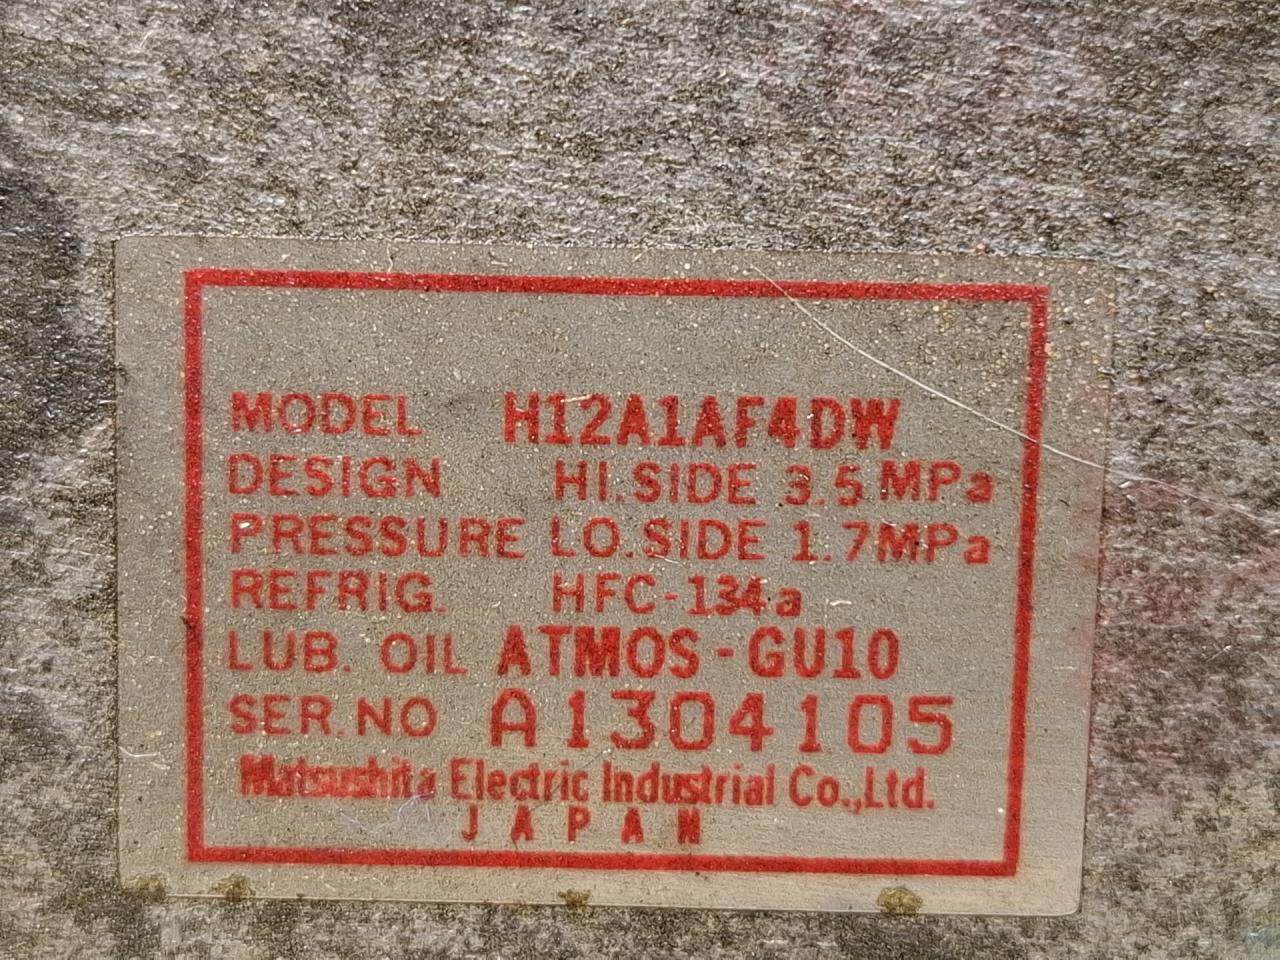 MODEL H12A1AF4DW
DESIGN HI.SIDE 3.5 MPa
PRESSURE LO.SIDE 1.7MPa
REFRIG. HFC-134a
LUB. OIL ATMOS-GU10
SER.NO A1304105
Matsushita Electric Industrial Co.,Ltd.
JAPAN